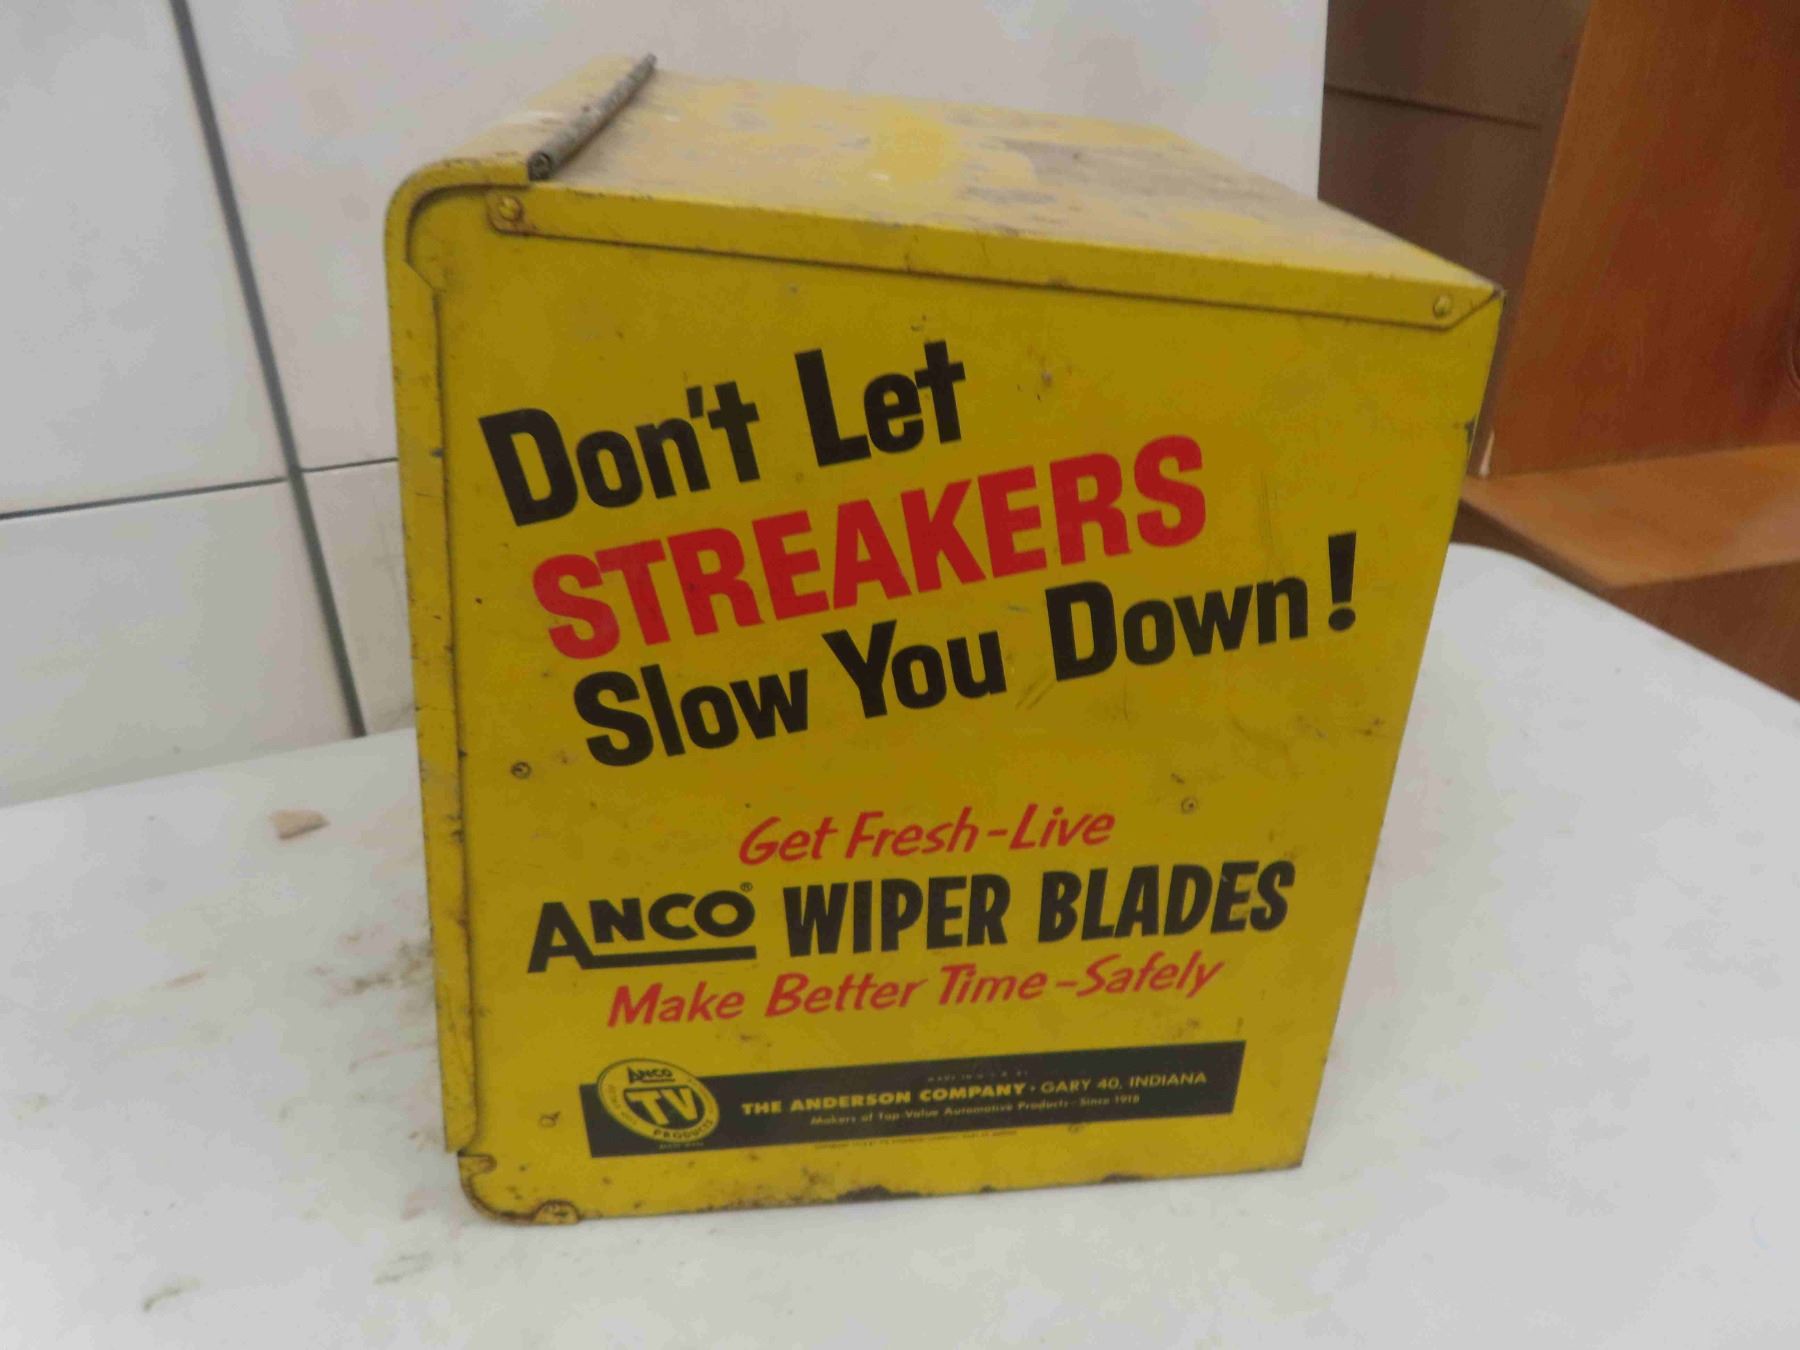 Don't Let
STREAKERS
Slow You Down!
Get Fresh-Live
ANCO® WIPER BLADES
Make Better Time-Safely
ANCO
TV
PRODUCTS
THE ANDERSON COMPANY · GARY 40, INDIANA
Makers of Top-Value Automotive Products - Since 1918